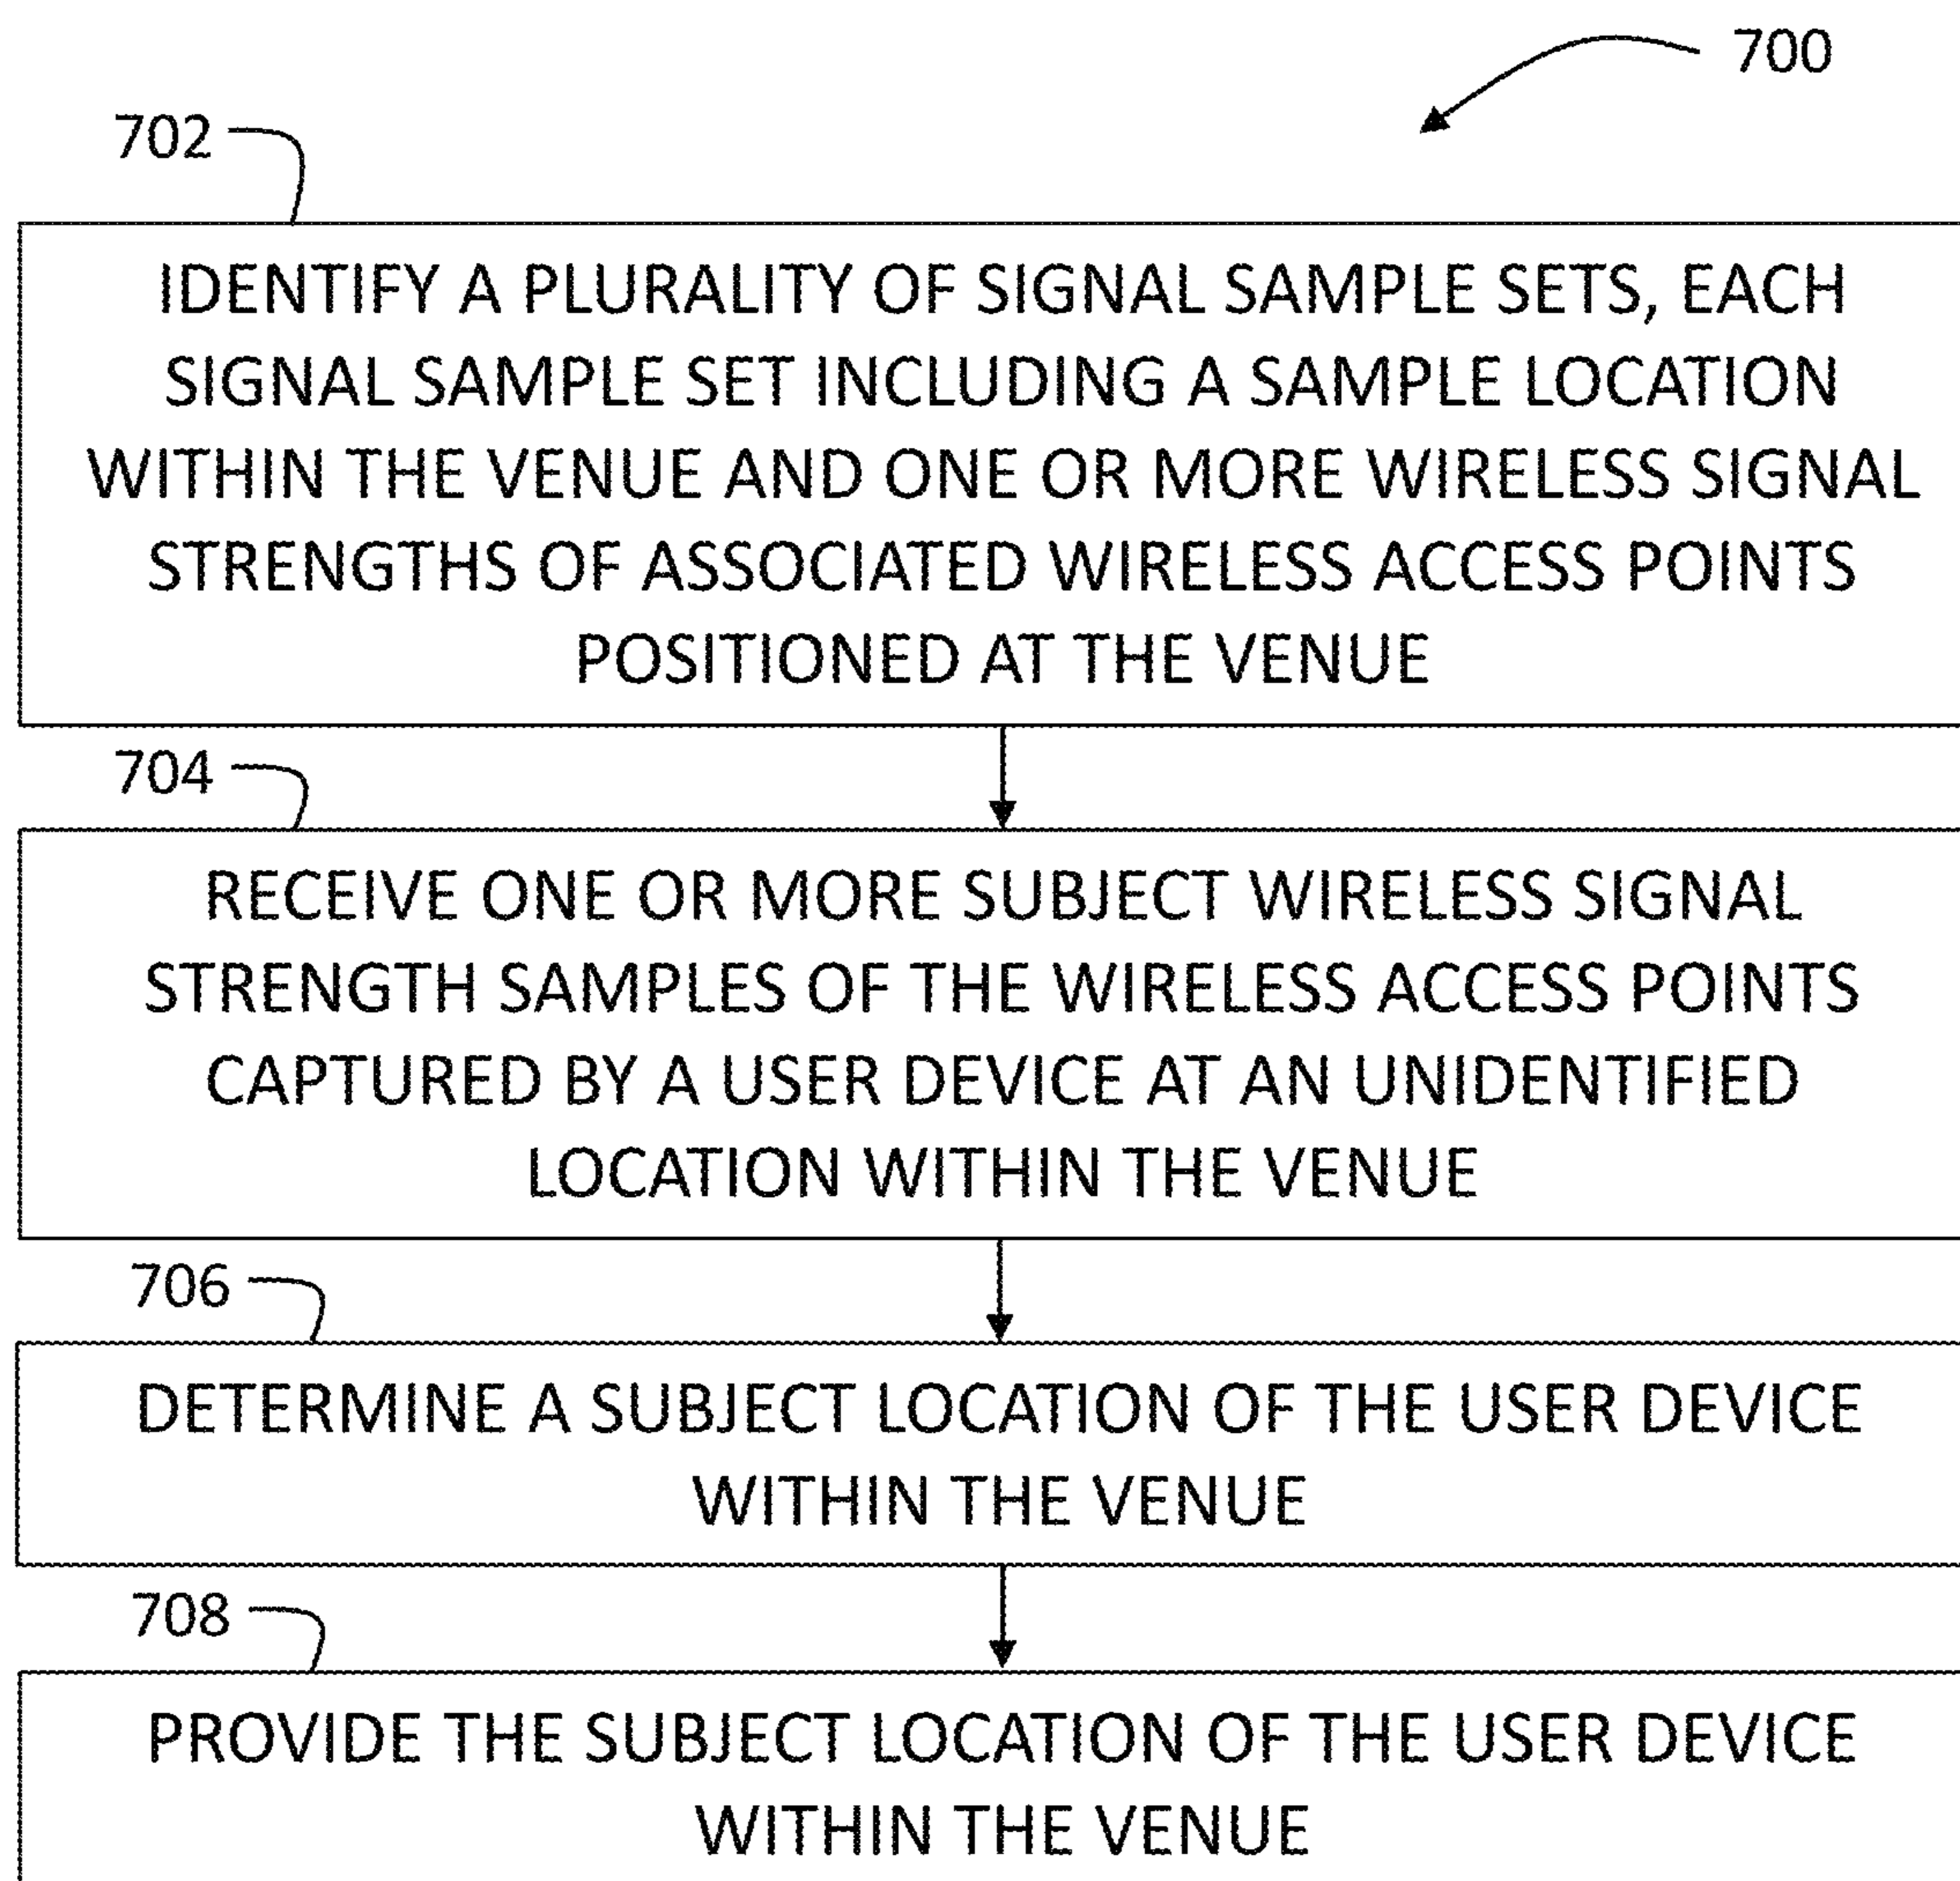 700
702
IDENTIFY A PLURALITY OF SIGNAL SAMPLE SETS, EACH
SIGNAL SAMPLE SET INCLUDING A SAMPLE LOCATION
WITHIN THE VENUE AND ONE OR MORE WIRELESS SIGNAL
STRENGTHS OF ASSOCIATED WIRELESS ACCESS POINTS
POSITIONED AT THE VENUE
704
RECEIVE ONE OR MORE SUBJECT WIRELESS SIGNAL
STRENGTH SAMPLES OF THE WIRELESS ACCESS POINTS
CAPTURED BY A USER DEVICE AT AN UNIDENTIFIED
LOCATION WITHIN THE VENUE
706
DETERMINE A SUBJECT LOCATION OF THE USER DEVICE
WITHIN THE VENUE
708
PROVIDE THE SUBJECT LOCATION OF THE USER DEVICE
WITHIN THE VENUE